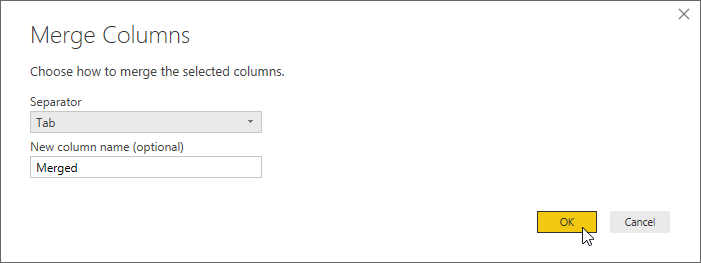 Merge Columns
Choose how to merge the selected columns.
Separator
Tab
New column name (optional)
Merged
OK
Cancel